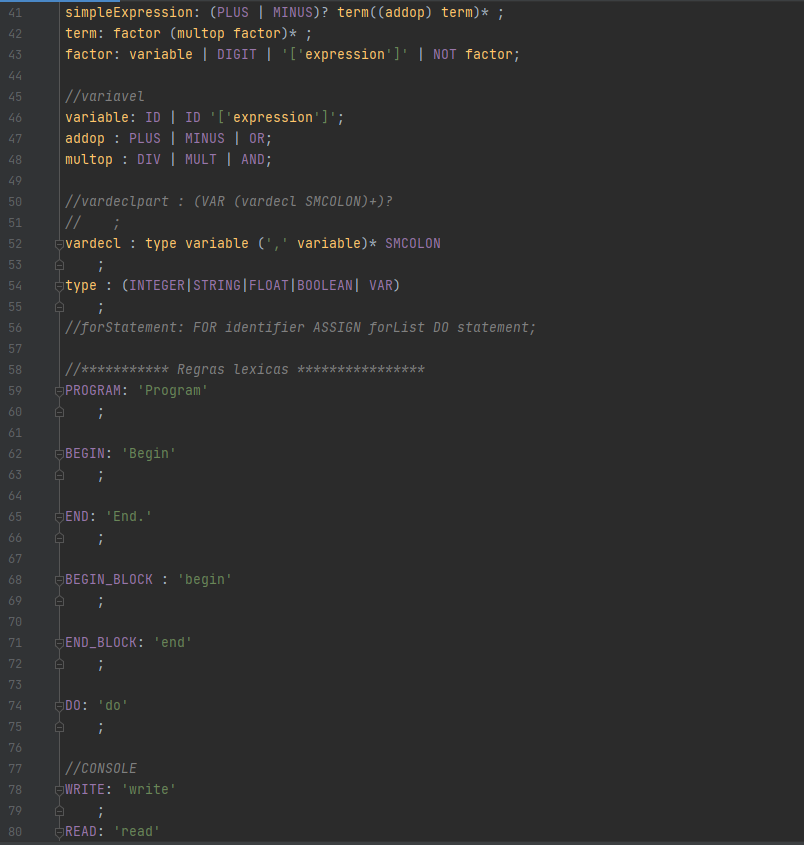 41 simpleExpression: (PLUS | MINUS)? term((addop) term)* ;
42 term: factor (multop factor)* ;
43 factor: variable | DIGIT | '['expression']' | NOT factor;
44
45 //variavel
46 variable: ID | ID '['expression']';
47 addop : PLUS | MINUS | OR;
48 multop : DIV | MULT | AND;
49
50 //vardeclpart : (VAR (vardecl SMCOLON)+)?
51 //    ;
52 vardecl : type variable (',' variable)* SMCOLON
53     ;
54 type : (INTEGER|STRING|FLOAT|BOOLEAN| VAR)
55     ;
56 //forStatement: FOR identifier ASSIGN forList DO statement;
57
58 //*********** Regras lexicas ****************
59 PROGRAM: 'Program'
60     ;
61
62 BEGIN: 'Begin'
63     ;
64
65 END: 'End.'
66     ;
67
68 BEGIN_BLOCK : 'begin'
69     ;
70
71 END_BLOCK: 'end'
72     ;
73
74 DO: 'do'
75     ;
76
77 //CONSOLE
78 WRITE: 'write'
79     ;
80 READ: 'read'